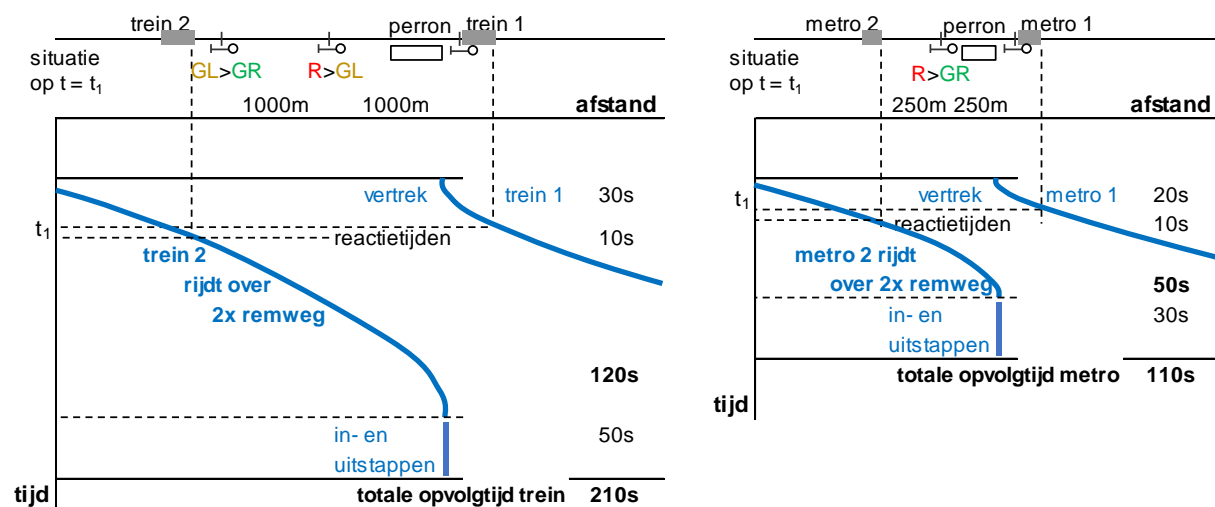 trein 2
perron
trein 1
situatie
op t = t₁
GL>GR
R>GL
1000m
1000m
afstand
vertrek
trein 1
30s
t₁
reactietijden
10s
trein 2
rijdt over
2x remweg
120s
in- en
uitstappen
50s
tijd
totale opvolgtijd trein
210s
metro 2
perron
metro 1
situatie
op t = t₁
R>GR
250m
250m
afstand
vertrek
metro 1
20s
t₁
reactietijden
10s
metro 2 rijdt
over 2x remweg
50s
in- en
uitstappen
30s
totale opvolgtijd metro
110s
tijd